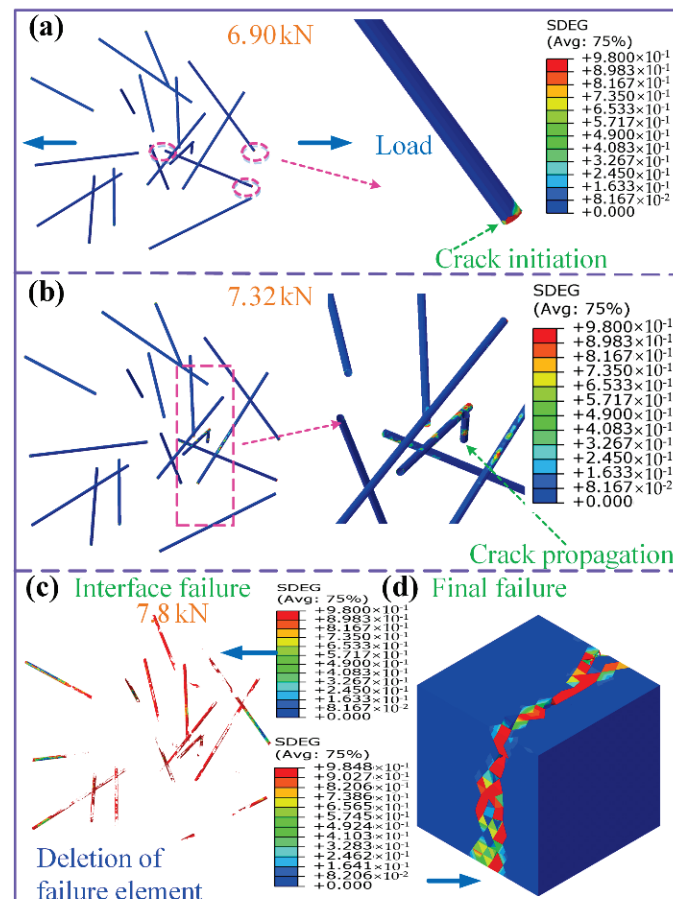 (a)
6.90 kN
Load
Crack initiation
SDEG
(Avg: 75%)
+9.800×10⁻¹
+8.983×10⁻¹
+8.167×10⁻¹
+7.350×10⁻¹
+6.533×10⁻¹
+5.717×10⁻¹
+4.900×10⁻¹
+4.083×10⁻¹
+3.267×10⁻¹
+2.450×10⁻¹
+1.633×10⁻¹
+8.167×10⁻²
+0.000
(b)
7.32 kN
Crack propagation
SDEG
(Avg: 75%)
+9.800×10⁻¹
+8.983×10⁻¹
+8.167×10⁻¹
+7.350×10⁻¹
+6.533×10⁻¹
+5.717×10⁻¹
+4.900×10⁻¹
+4.083×10⁻¹
+3.267×10⁻¹
+2.450×10⁻¹
+1.633×10⁻¹
+8.167×10⁻²
+0.000
(c) Interface failure
7.8 kN
SDEG
(Avg: 75%)
+9.800×10⁻¹
+8.983×10⁻¹
+8.167×10⁻¹
+7.350×10⁻¹
+6.533×10⁻¹
+5.717×10⁻¹
+4.900×10⁻¹
+4.083×10⁻¹
+3.267×10⁻¹
+2.450×10⁻¹
+1.633×10⁻¹
+8.167×10⁻²
+0.000
SDEG
(Avg: 75%)
+9.848×10⁻¹
+9.027×10⁻¹
+8.206×10⁻¹
+7.386×10⁻¹
+6.565×10⁻¹
+5.745×10⁻¹
+4.924×10⁻¹
+4.103×10⁻¹
+3.283×10⁻¹
+2.462×10⁻¹
+1.641×10⁻¹
+8.206×10⁻²
+0.000
Deletion of
failure element
(d) Final failure